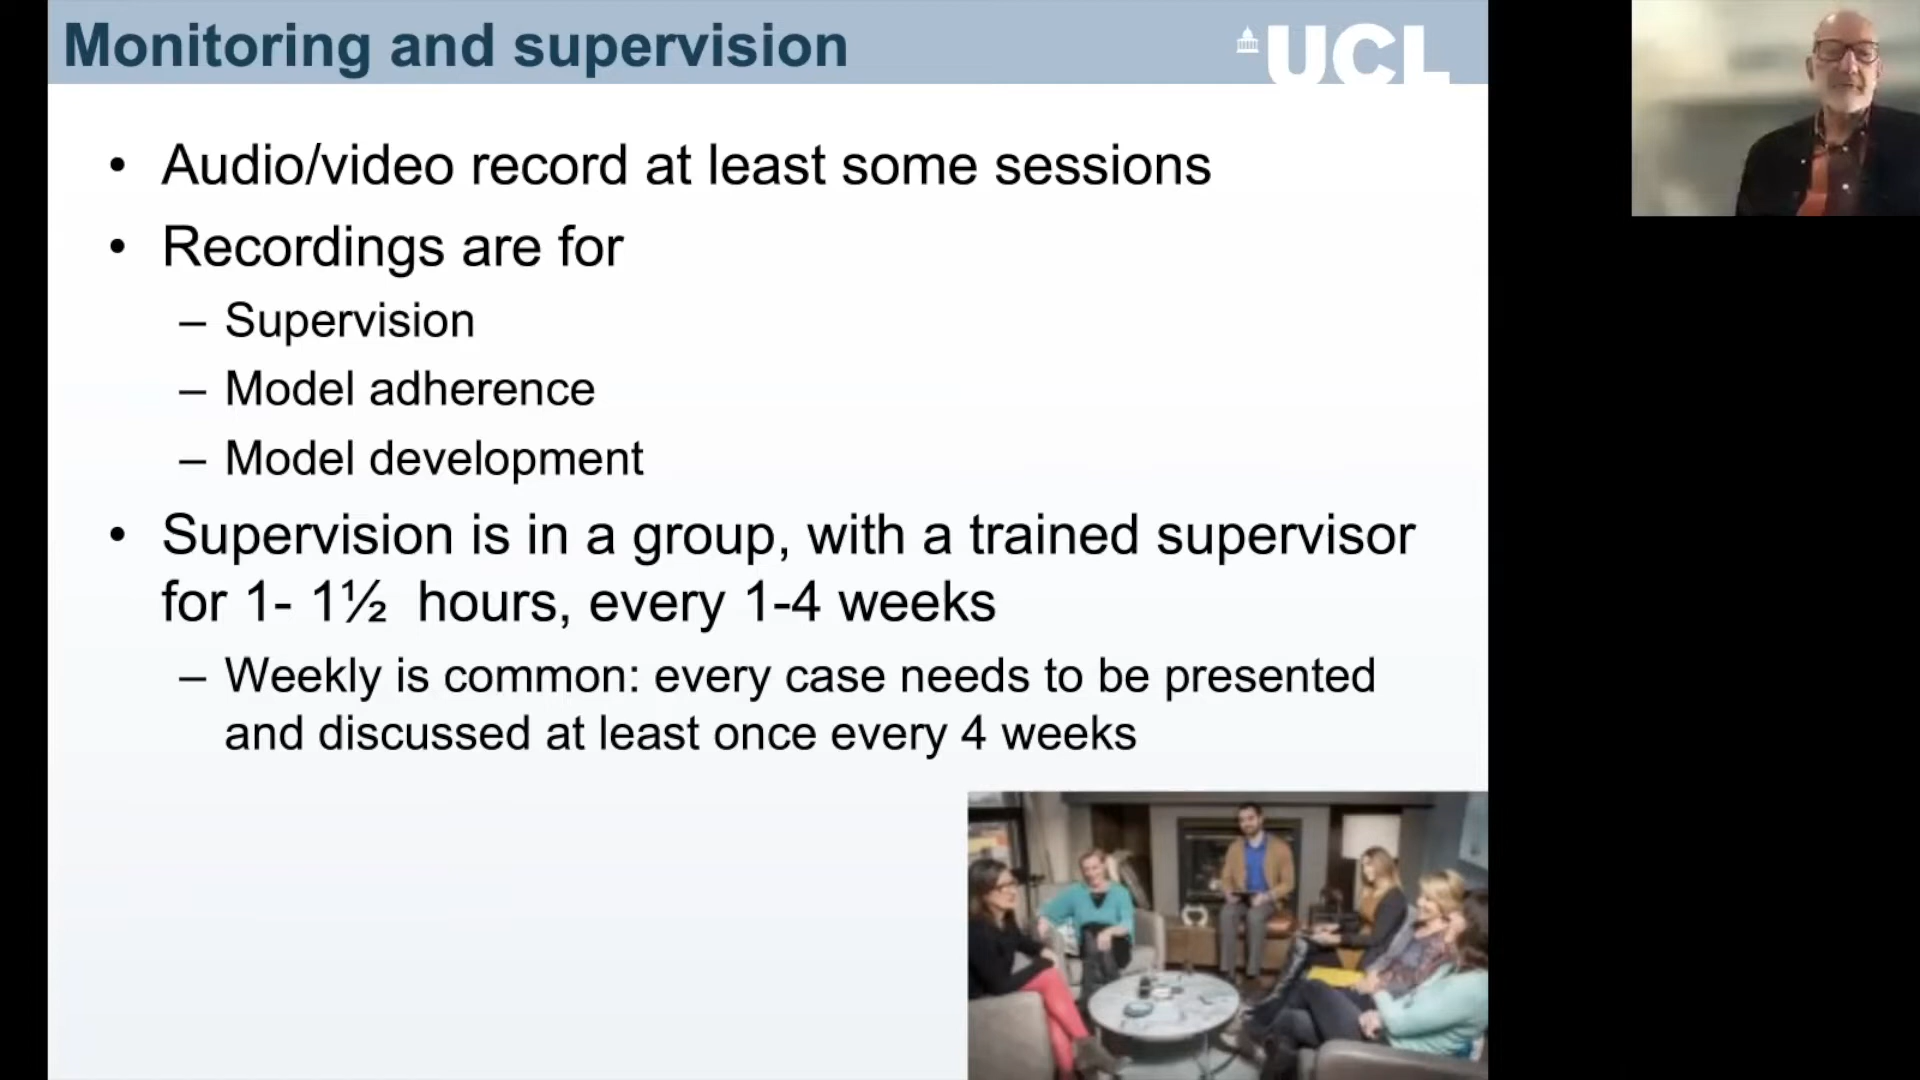 Monitoring and supervision
UCL
• Audio/video record at least some sessions
• Recordings are for
– Supervision
– Model adherence
– Model development
• Supervision is in a group, with a trained supervisor
for 1- 1½ hours, every 1-4 weeks
– Weekly is common: every case needs to be presented
and discussed at least once every 4 weeks